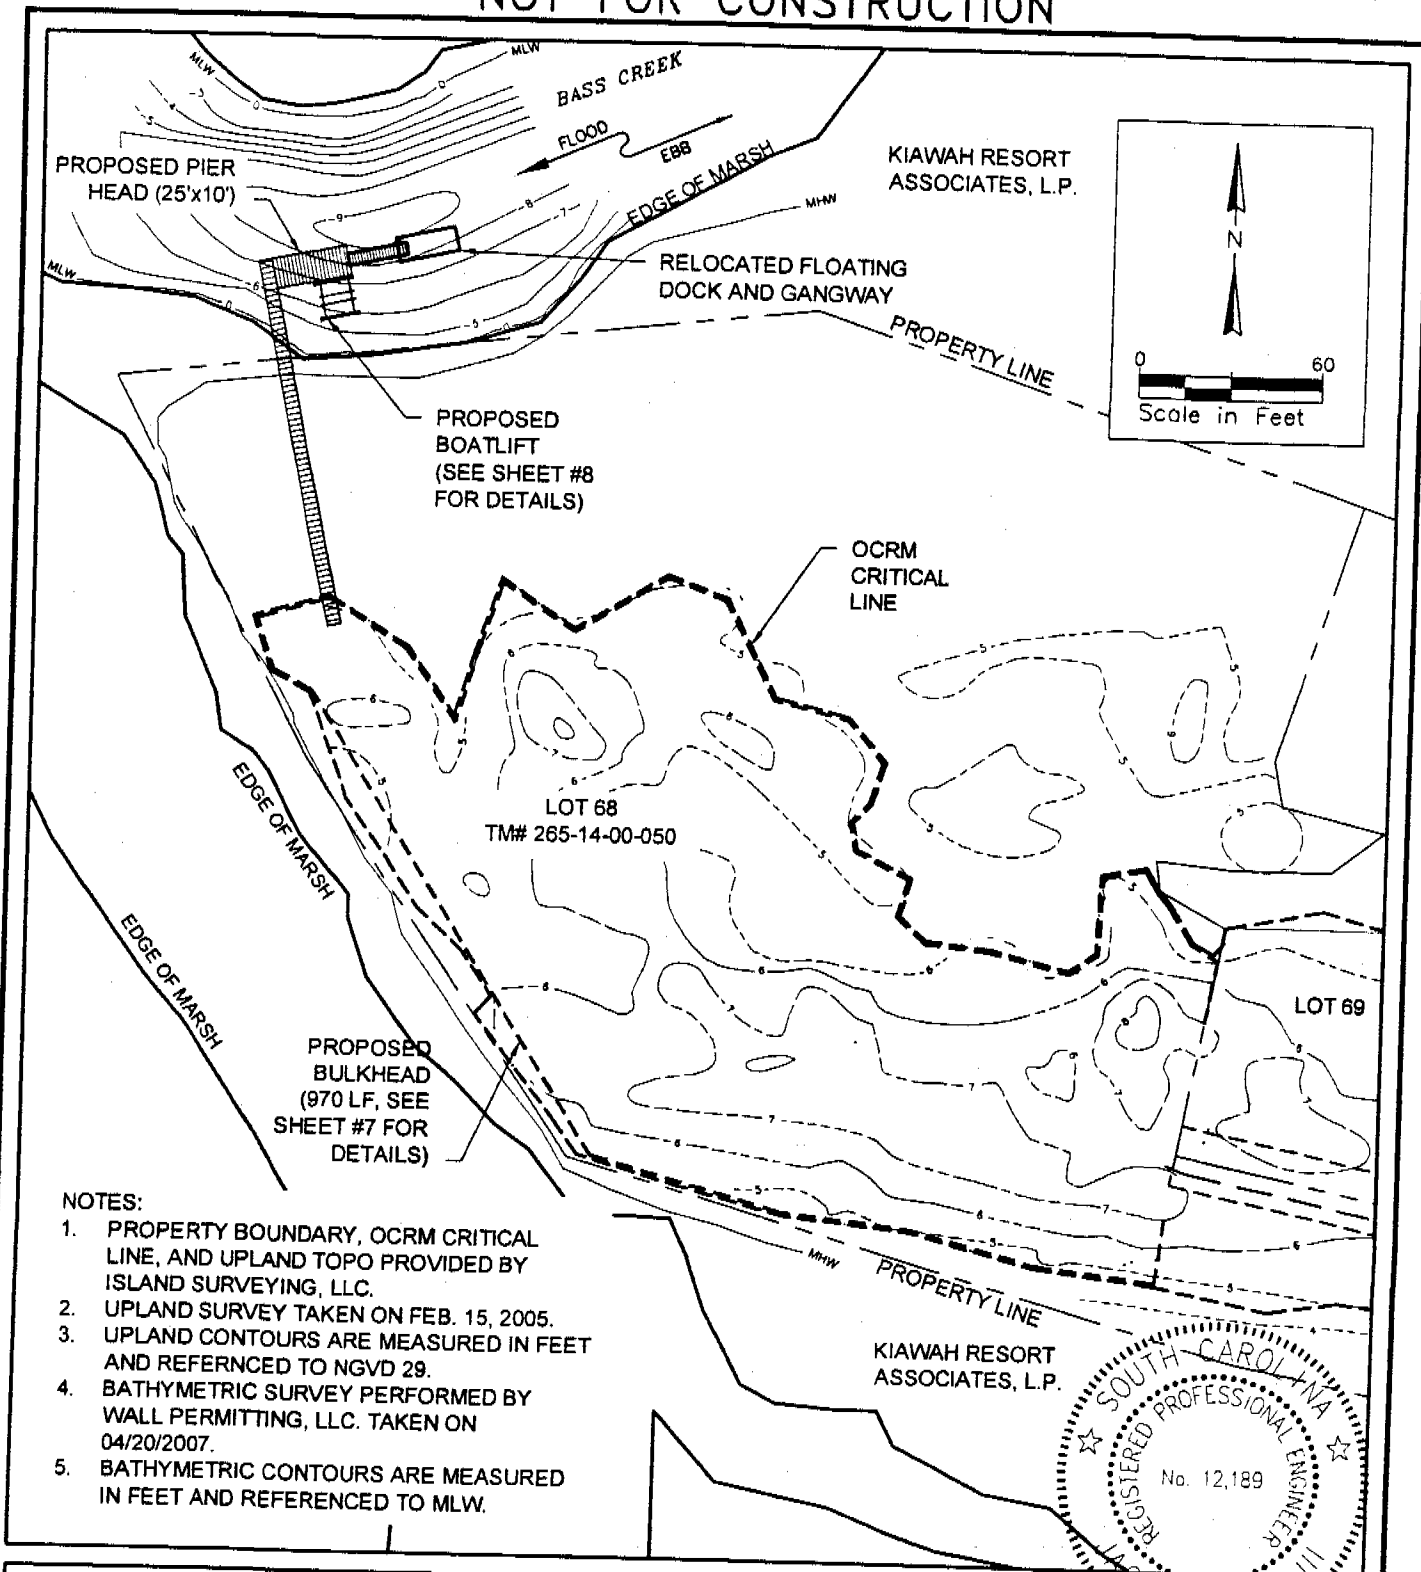 NOT FOR CONSTRUCTION
MLW
MLW
BASS CREEK
FLOOD
EBB
EDGE OF MARSH
MHW
KIAWAH RESORT
ASSOCIATES, L.P.
N
0 60
Scale in Feet
PROPOSED PIER
HEAD (25'x10')
MLW
RELOCATED FLOATING
DOCK AND GANGWAY
PROPERTY LINE
PROPOSED
BOATLIFT
(SEE SHEET #8
FOR DETAILS)
OCRM
CRITICAL
LINE
LOT 68
TM# 265-14-00-050
EDGE OF MARSH
EDGE OF MARSH
LOT 69
PROPOSED
BULKHEAD
(970 LF, SEE
SHEET #7 FOR
DETAILS)
MHW
PROPERTY LINE
KIAWAH RESORT
ASSOCIATES, L.P.
NOTES:
1. PROPERTY BOUNDARY, OCRM CRITICAL
LINE, AND UPLAND TOPO PROVIDED BY
ISLAND SURVEYING, LLC.
2. UPLAND SURVEY TAKEN ON FEB. 15, 2005.
3. UPLAND CONTOURS ARE MEASURED IN FEET
AND REFERNCED TO NGVD 29.
4. BATHYMETRIC SURVEY PERFORMED BY
WALL PERMITTING, LLC. TAKEN ON
04/20/2007.
5. BATHYMETRIC CONTOURS ARE MEASURED
IN FEET AND REFERENCED TO MLW.
SOUTH CAROLINA
REGISTERED PROFESSIONAL ENGINEER
No. 12,189